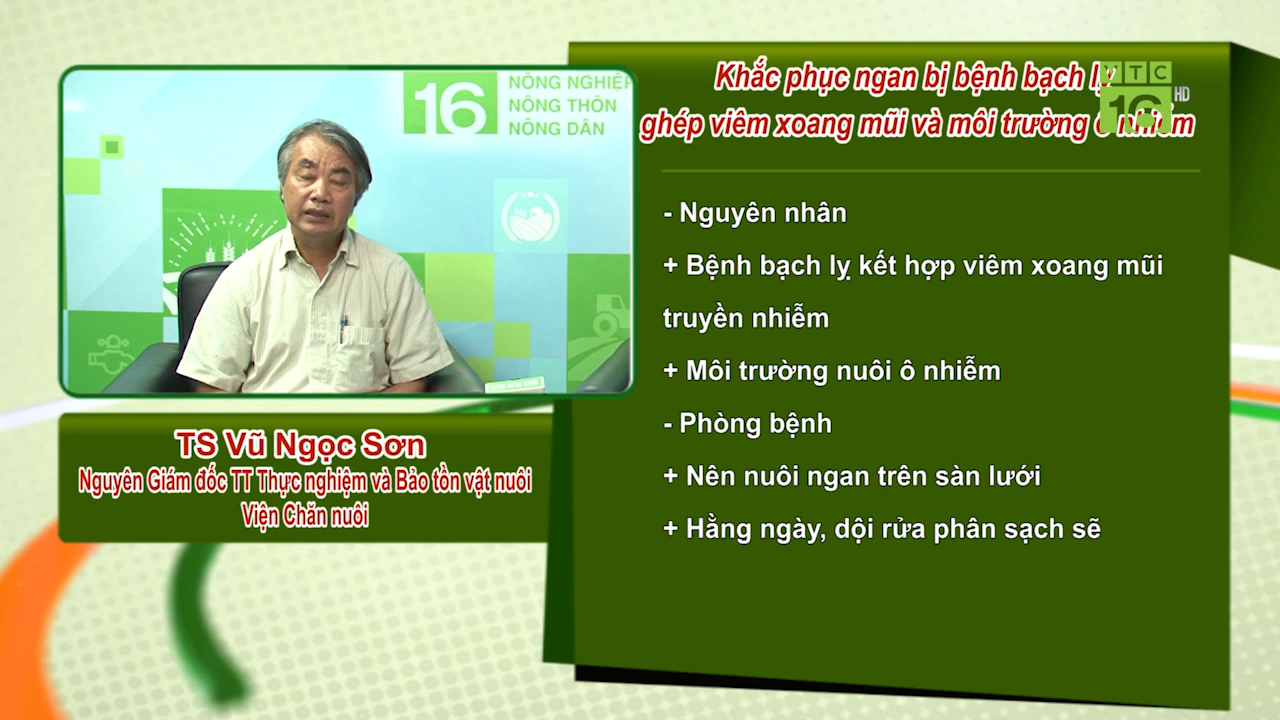 16
NÔNG NGHIỆP
NÔNG THÔN
NÔNG DÂN
TS Vũ Ngọc Sơn
Nguyên Giám đốc TT Thực nghiệm và Bảo tồn vật nuôi
Viện Chăn nuôi
Khắc phục ngan bị bệnh bạch lỵ
ghép viêm xoang mũi và môi trường ô nhiễm
VTC
16
HD
- Nguyên nhân
+ Bệnh bạch lỵ kết hợp viêm xoang mũi
truyền nhiễm
+ Môi trường nuôi ô nhiễm
- Phòng bệnh
+ Nên nuôi ngan trên sàn lưới
+ Hằng ngày, dội rửa phân sạch sẽ